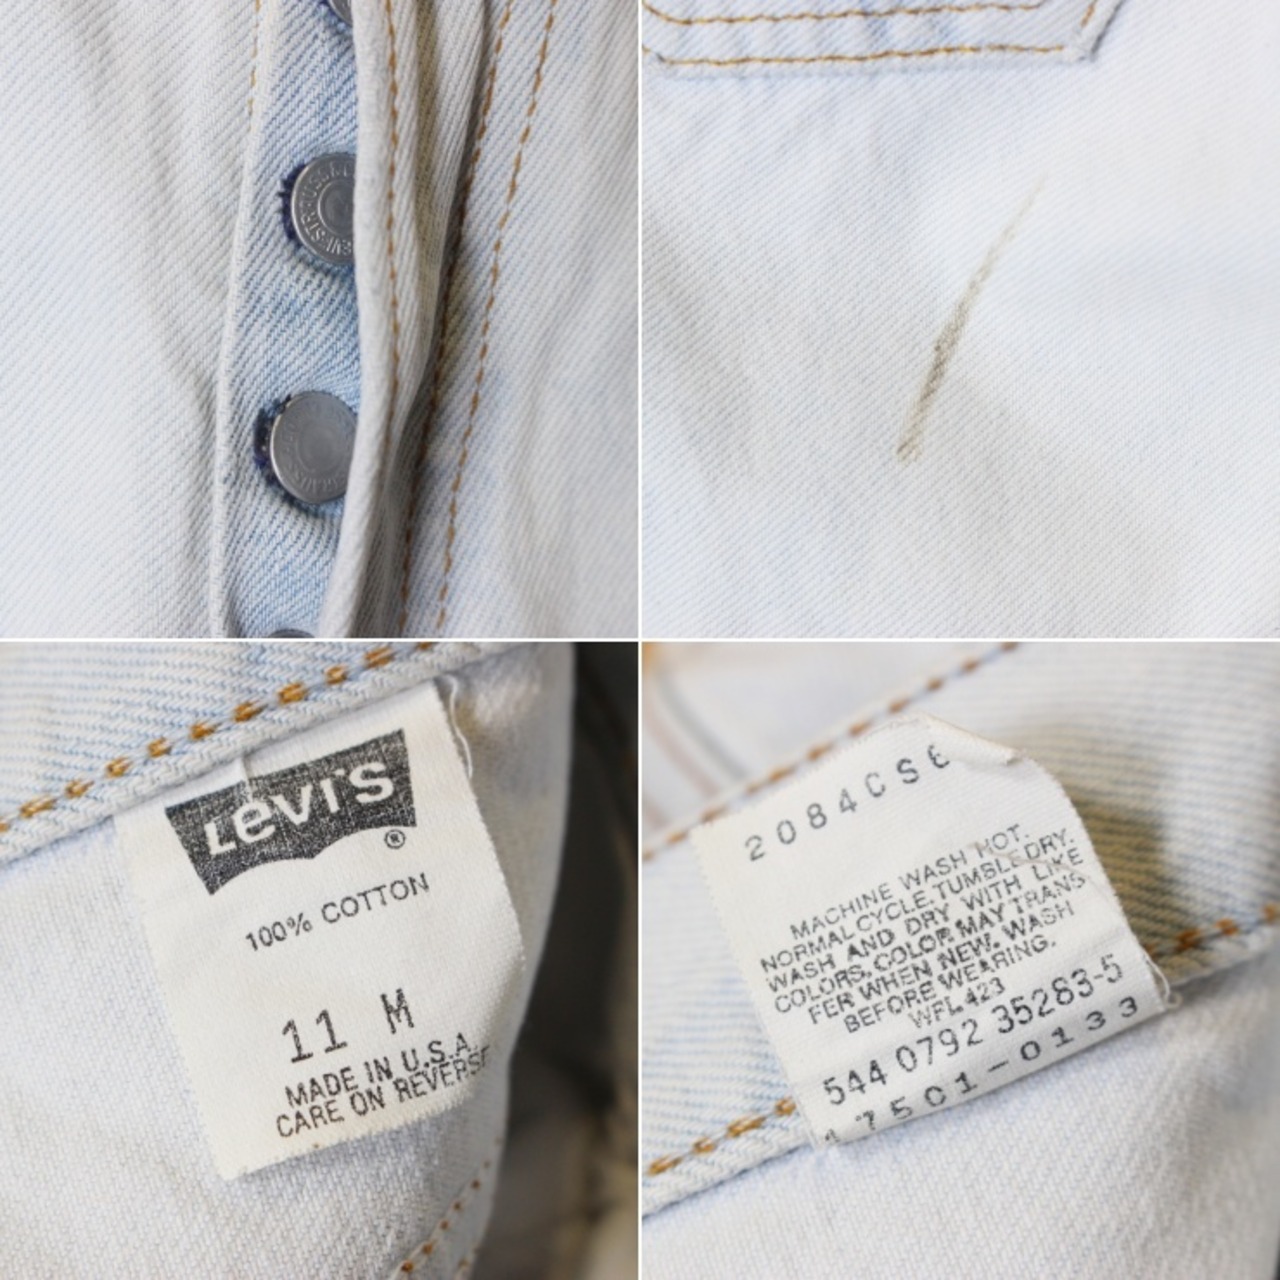 Levi's
®
100% COTTON
11 M
MADE IN U.S.A.
CARE ON REVERSE
2084CS6
MACHINE WASH HOT.
NORMAL CYCLE. TUMBLE DRY.
WASH AND DRY WITH LIKE
COLORS. COLOR MAY TRANS
FER WHEN NEW. WASH
BEFORE WEARING.
WPL 423
544 0792 35283-5
17501-0133